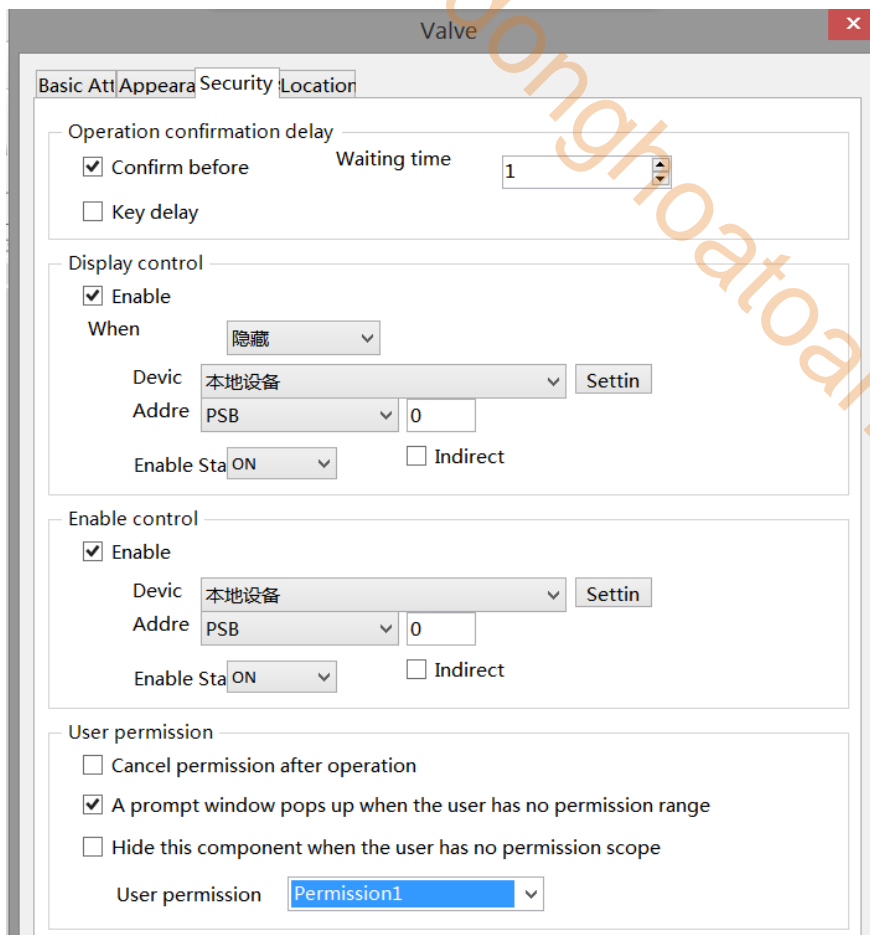 Valve
Basic Att Appeara Security Location
Operation confirmation delay
Confirm before Waiting time 1
Key delay
Display control
Enable
When 隐藏
Devic 本地设备 Settin
Addre PSB 0
Enable Sta ON Indirect
Enable control
Enable
Devic 本地设备 Settin
Addre PSB 0
Enable Sta ON Indirect
User permission
Cancel permission after operation
A prompt window pops up when the user has no permission range
Hide this component when the user has no permission scope
User permission Permission1